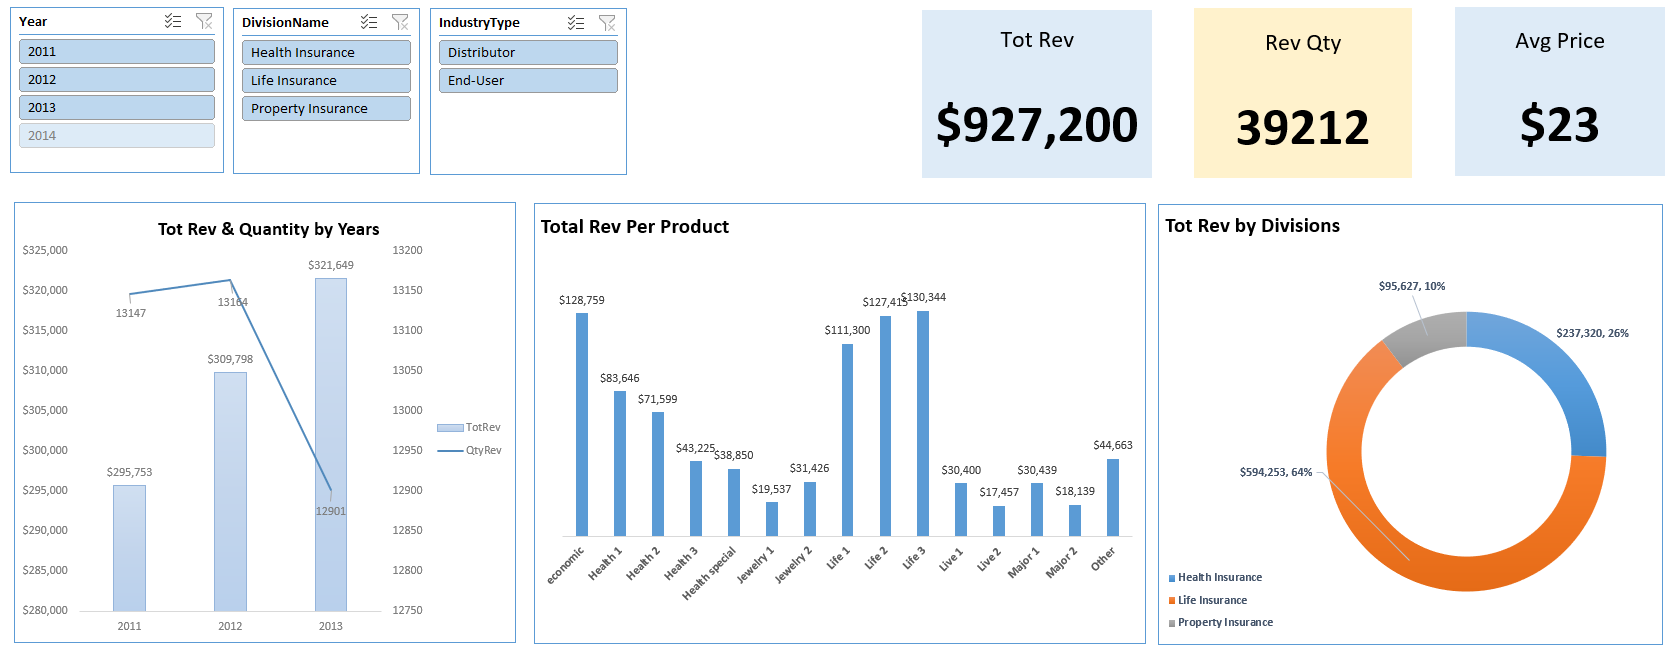 Year
2011
2012
2013
2014
DivisionName
Health Insurance
Life Insurance
Property Insurance
IndustryType
Distributor
End-User
Tot Rev
$927,200
Rev Qty
39212
Avg Price
$23
Tot Rev & Quantity by Years
$325,000
$320,000
$315,000
$310,000
$305,000
$300,000
$295,000
$290,000
$285,000
$280,000
13200
13150
13100
13050
13000
12950
12900
12850
12800
12750
$295,753
$309,798
$321,649
13147
13164
12901
2011
2012
2013
TotRev
QtyRev
Total Rev Per Product
$128,759
$83,646
$71,599
$43,225
$38,850
$19,537
$31,426
$111,300
$127,415
$130,344
$30,400
$17,457
$30,439
$18,139
$44,663
economic
Health 1
Health 2
Health 3
Health special
Jewelry 1
Jewelry 2
Life 1
Life 2
Life 3
Live 1
Live 2
Major 1
Major 2
Other
Tot Rev by Divisions
$95,627, 10%
$237,320, 26%
$594,253, 64%
Health Insurance
Life Insurance
Property Insurance